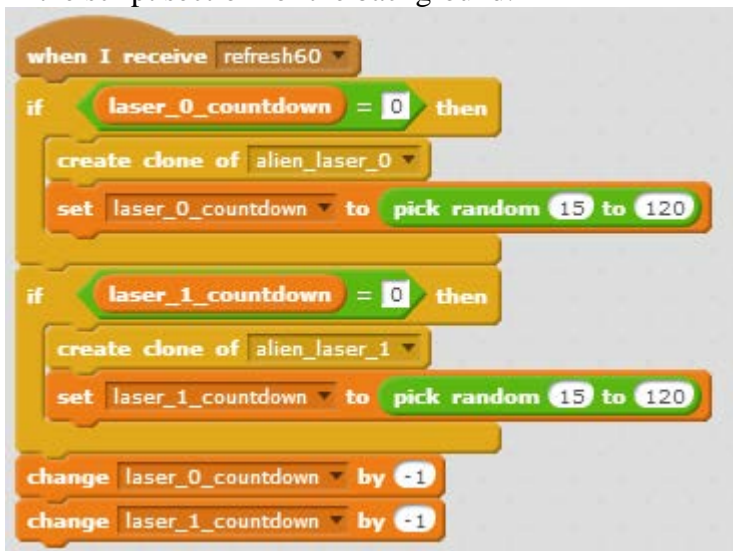 when I receive refresh60
if laser_0_countdown = 0 then
create clone of alien_laser_0
set laser_0_countdown to pick random 15 to 120
if laser_1_countdown = 0 then
create clone of alien_laser_1
set laser_1_countdown to pick random 15 to 120
change laser_0_countdown by -1
change laser_1_countdown by -1